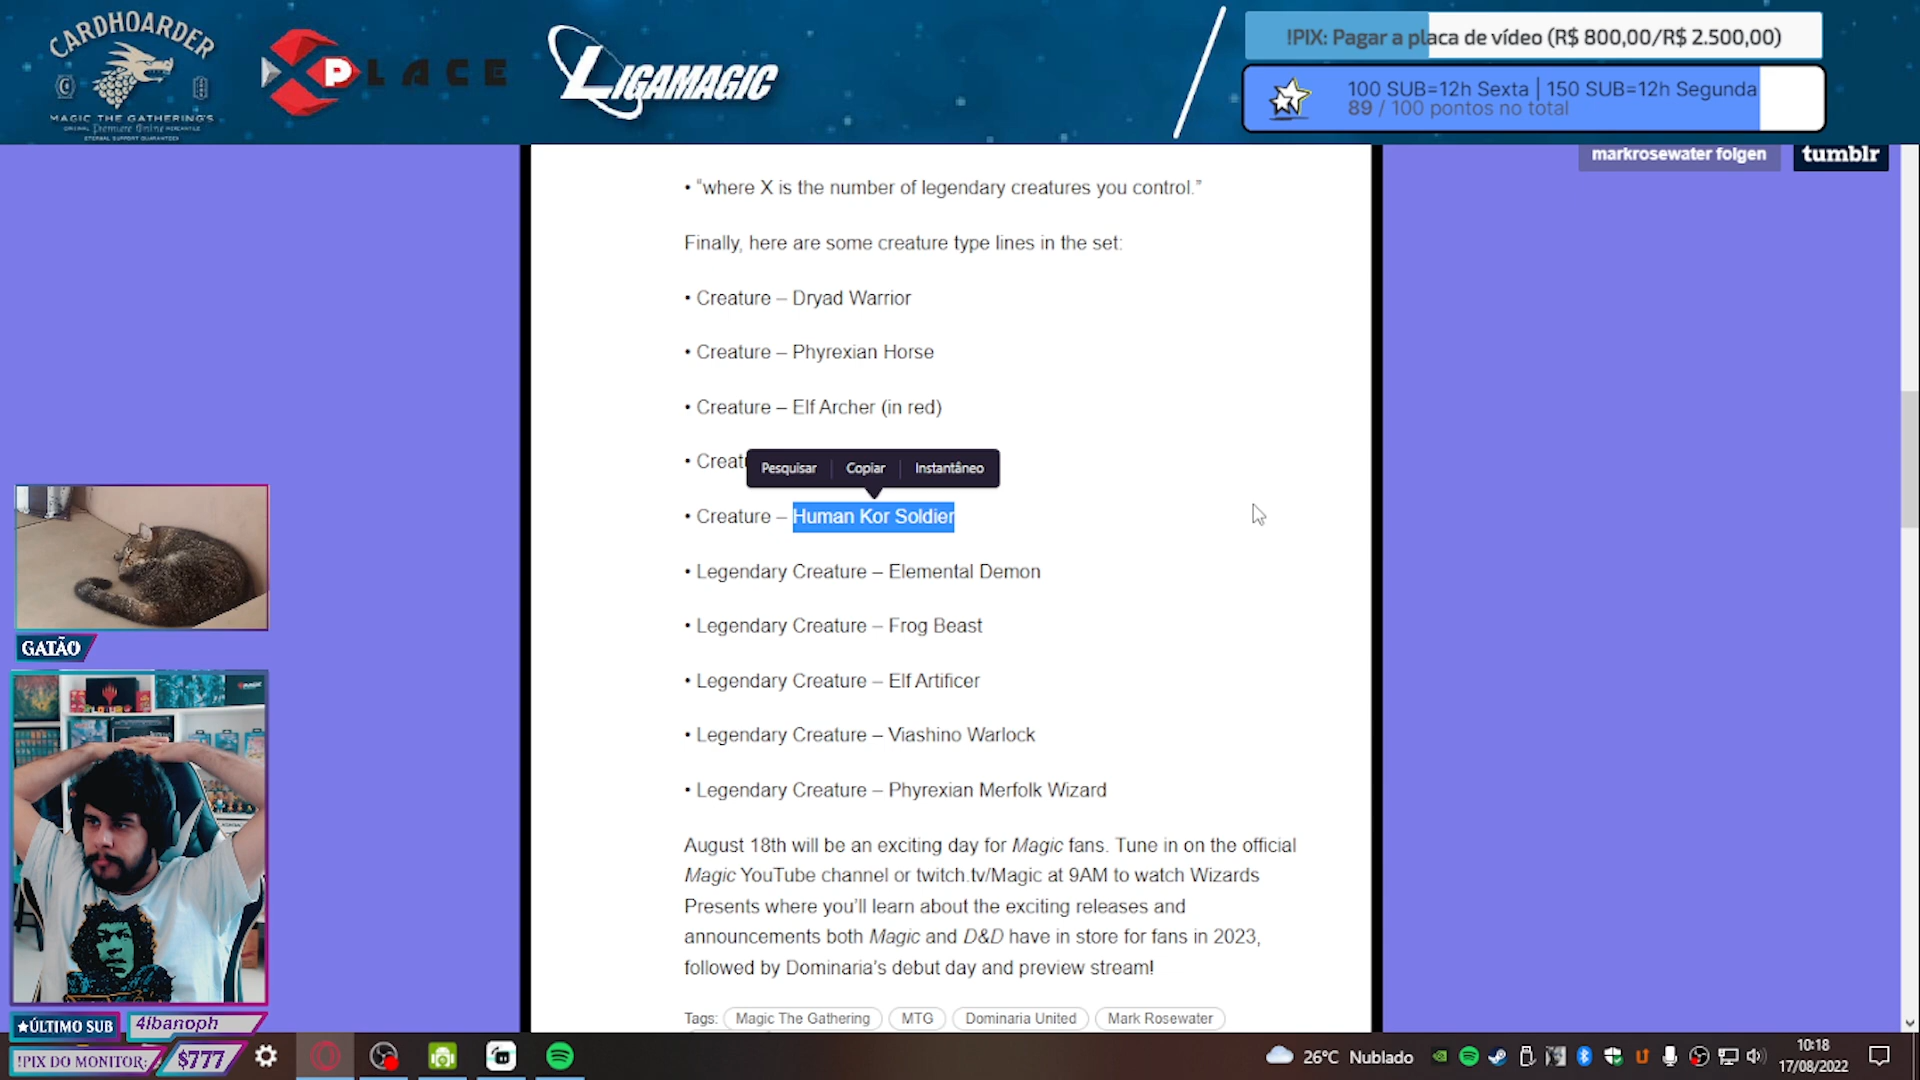 CARDHOARDER
MAGIC THE GATHERING'S
ORIGINAL Premiere Online MERCANTILE
ETERNAL SUPPORT GUARANTEED
XPLACE
LIGAMAGIC
!PIX: Pagar a placa de vídeo (R$ 800,00/R$ 2.500,00)
100 SUB=12h Sexta | 150 SUB=12h Segunda
89 / 100 pontos no total
markrosewater folgen
tumblr
• “where X is the number of legendary creatures you control.”
Finally, here are some creature type lines in the set:
• Creature – Dryad Warrior
• Creature – Phyrexian Horse
• Creature – Elf Archer (in red)
• Creat
Pesquisar
Copiar
Instantâneo
• Creature – Human Kor Soldier
• Legendary Creature – Elemental Demon
• Legendary Creature – Frog Beast
• Legendary Creature – Elf Artificer
• Legendary Creature – Viashino Warlock
• Legendary Creature – Phyrexian Merfolk Wizard
August 18th will be an exciting day for Magic fans. Tune in on the official
Magic YouTube channel or twitch.tv/Magic at 9AM to watch Wizards
Presents where you’ll learn about the exciting releases and
announcements both Magic and D&D have in store for fans in 2023,
followed by Dominaria’s debut day and preview stream!
Tags: Magic The Gathering MTG Dominaria United Mark Rosewater
GATÃO
★ÚLTIMO SUB
4lbanoph
!PIX DO MONITOR:
$777
26°C Nublado
10:18
17/08/2022